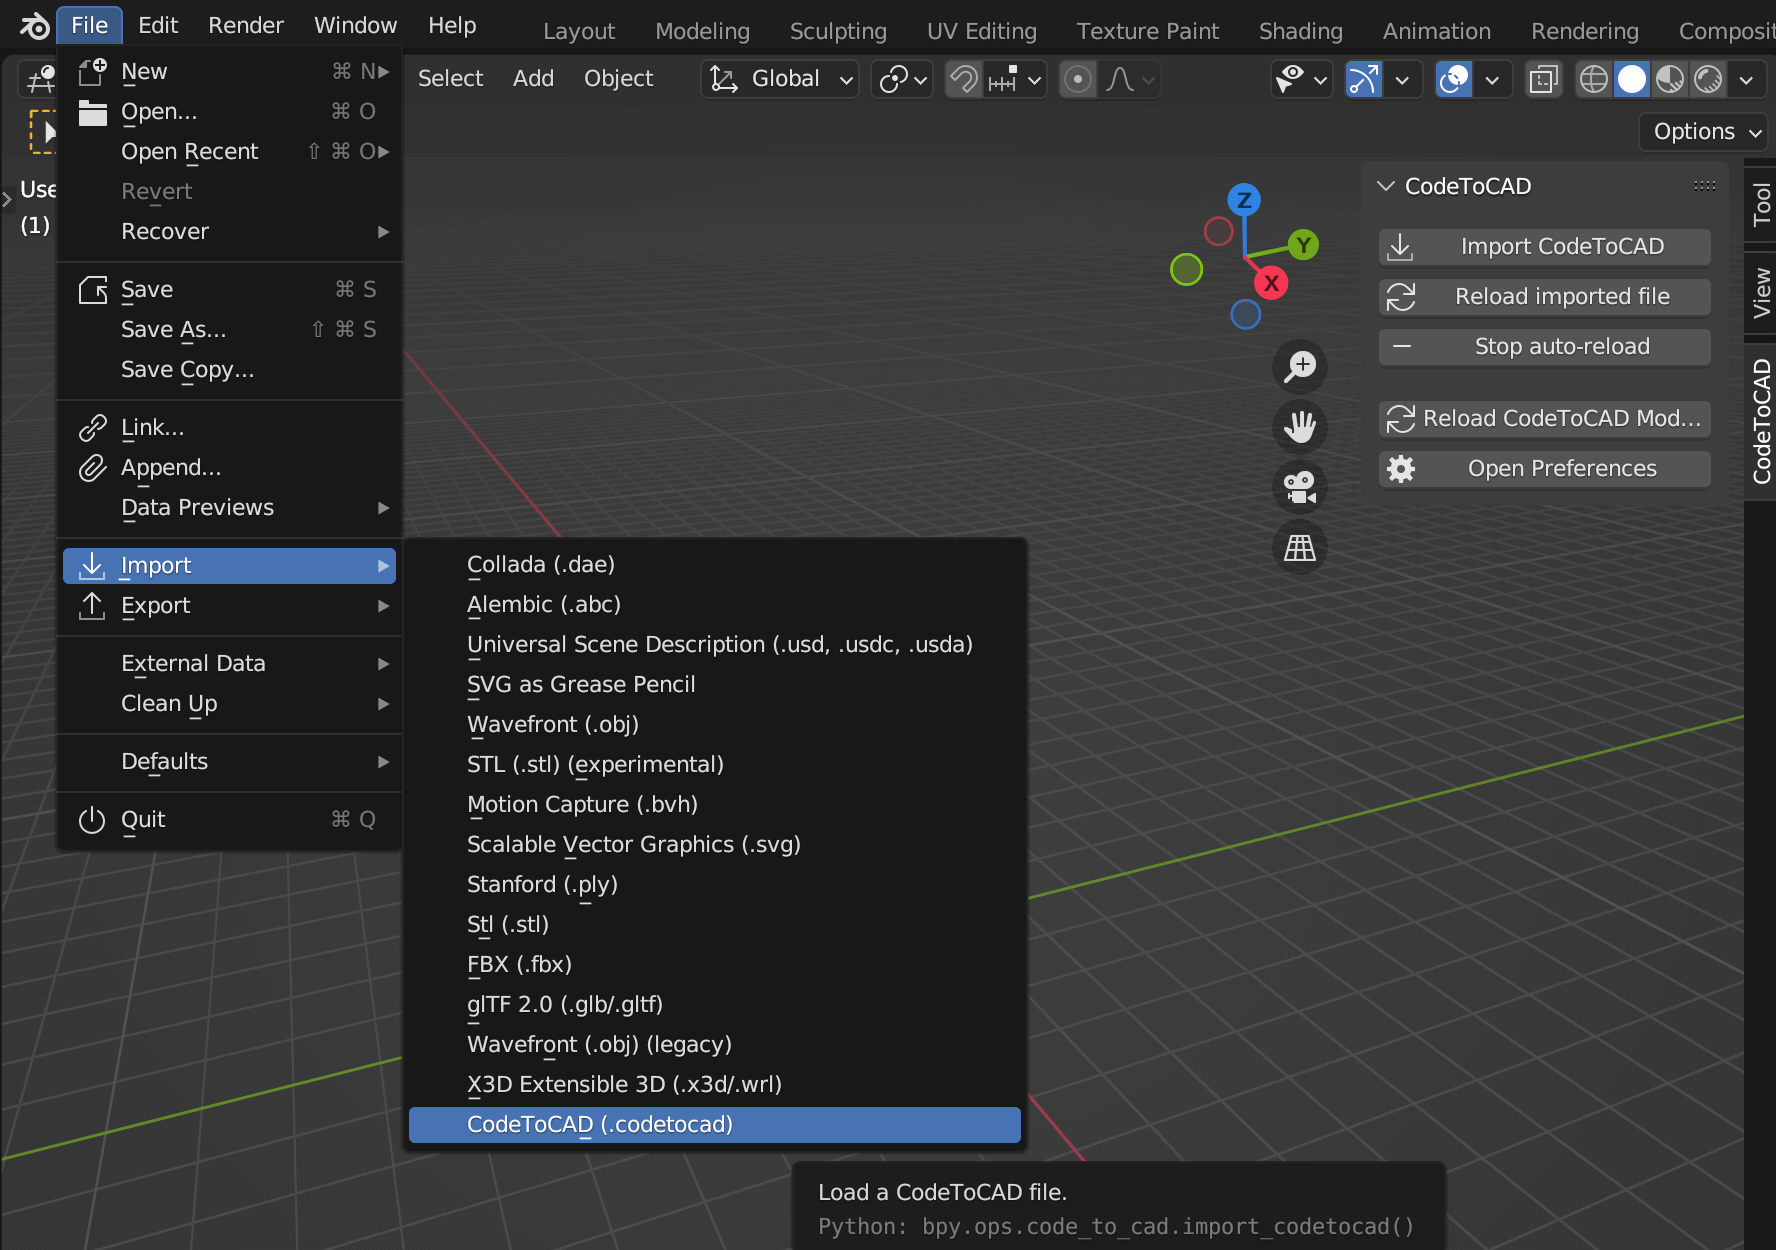 File Edit Render Window Help Layout Modeling Sculpting UV Editing Texture Paint Shading Animation Rendering Composit
Select Add Object Global
Options
Use
(1)
New ⌘ N
Open... ⌘ O
Open Recent ⇧ ⌘ O
Revert
Recover
Save ⌘ S
Save As... ⇧ ⌘ S
Save Copy...
Link...
Append...
Data Previews
Import
Export
External Data
Clean Up
Defaults
Quit ⌘ Q
Collada (.dae)
Alembic (.abc)
Universal Scene Description (.usd, .usdc, .usda)
SVG as Grease Pencil
Wavefront (.obj)
STL (.stl) (experimental)
Motion Capture (.bvh)
Scalable Vector Graphics (.svg)
Stanford (.ply)
Stl (.stl)
FBX (.fbx)
glTF 2.0 (.glb/.gltf)
Wavefront (.obj) (legacy)
X3D Extensible 3D (.x3d/.wrl)
CodeToCAD (.codetocad)
Load a CodeToCAD file.
Python: bpy.ops.code_to_cad.import_codetocad()
Z
Y
X
CodeToCAD
Import CodeToCAD
Reload imported file
Stop auto-reload
Reload CodeToCAD Mod...
Open Preferences
Tool
View
CodeToCAD